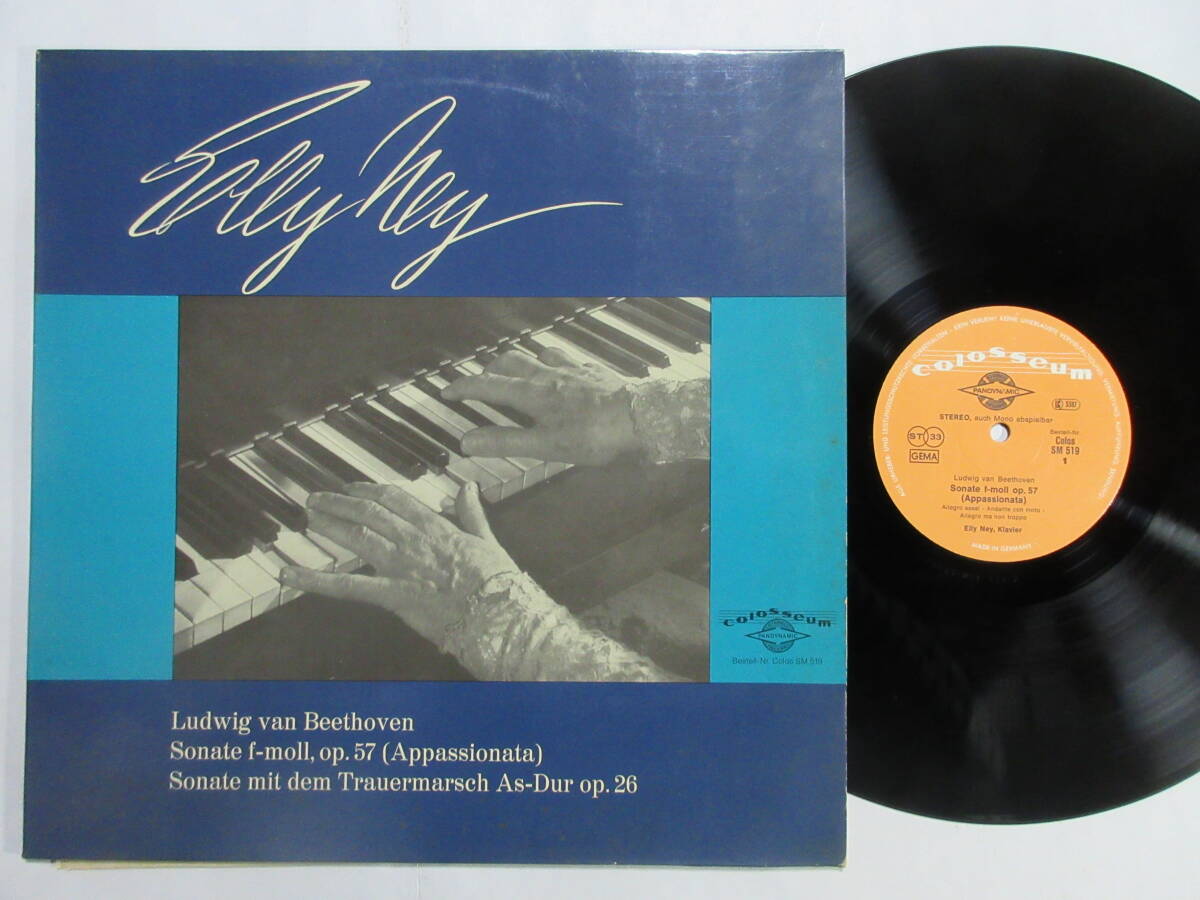 Elly Ney
colosseum
PANDYNAMIC
Bestell-Nr. Colos SM 519
Ludwig van Beethoven
Sonate f-moll, op. 57 (Appassionata)
Sonate mit dem Trauermarsch As-Dur op. 26
colosseum
PANDYNAMIC
STEREO, auch Mono abspielbar
ST 33
GEMA
Bestell-Nr.
Colos
SM 519
1
Ludwig van Beethoven
Sonate f-moll op. 57
(Appassionata)
Allegro assai - Andante con moto -
Allegro ma non troppo
Elly Ney, Klavier
MADE IN GERMANY